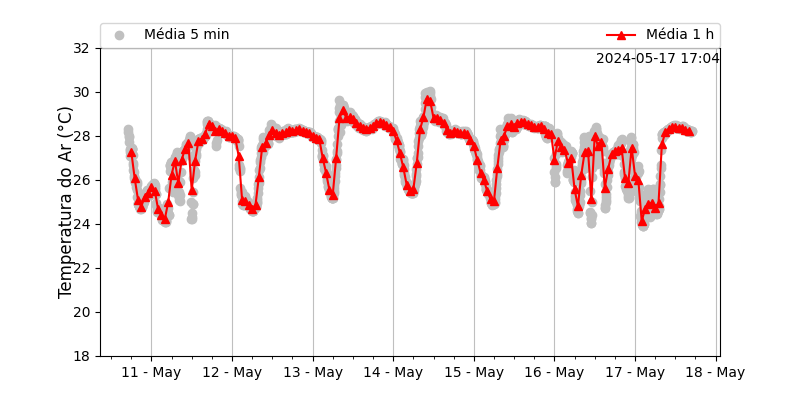 Média 5 min
Média 1 h
2024-05-17 17:04
Temperatura do Ar (°C)
32
30
28
26
24
22
20
18
11 - May
12 - May
13 - May
14 - May
15 - May
16 - May
17 - May
18 - May